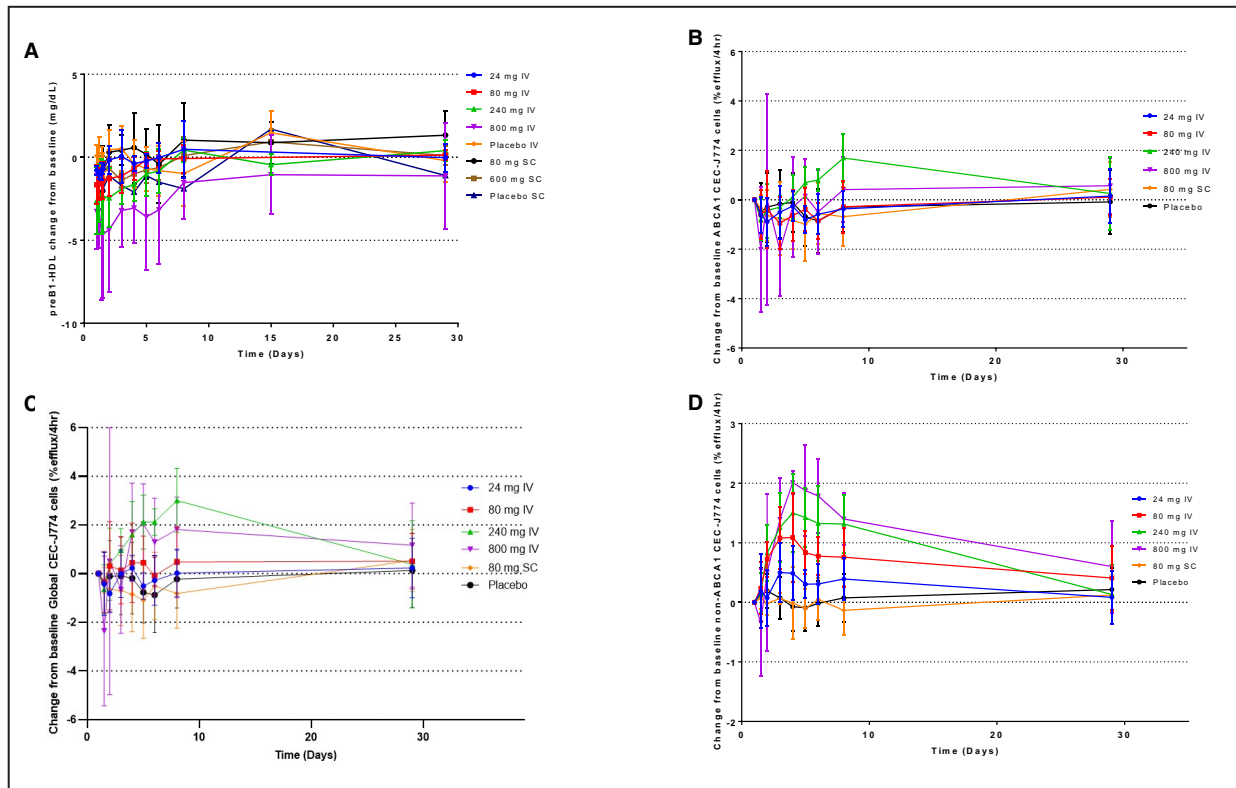 A
preB1-HDL change from baseline (mg/dL)
5
0
-5
-10
0
5
10
15
20
25
30
Time (Days)
24 mg IV
80 mg IV
240 mg IV
800 mg IV
Placebo IV
80 mg SC
600 mg SC
Placebo SC
B
Change from baseline ABCA1 CEC-J774 cells (%efflux/4hr)
6
4
2
0
-2
-4
-6
0
10
20
30
Time (Days)
24 mg IV
80 mg IV
240 mg IV
800 mg IV
80 mg SC
Placebo
C
Change from baseline Global CEC-J774 cells (%efflux/4hr)
6
4
2
0
-2
-4
-6
0
10
20
30
Time (Days)
24 mg IV
80 mg IV
240 mg IV
800 mg IV
80 mg SC
Placebo
D
Change from baseline non-ABCA1 CEC-J774 cells (%efflux/4hr)
3
2
1
0
-1
-2
0
10
20
30
Time (Days)
24 mg IV
80 mg IV
240 mg IV
800 mg IV
80 mg SC
Placebo